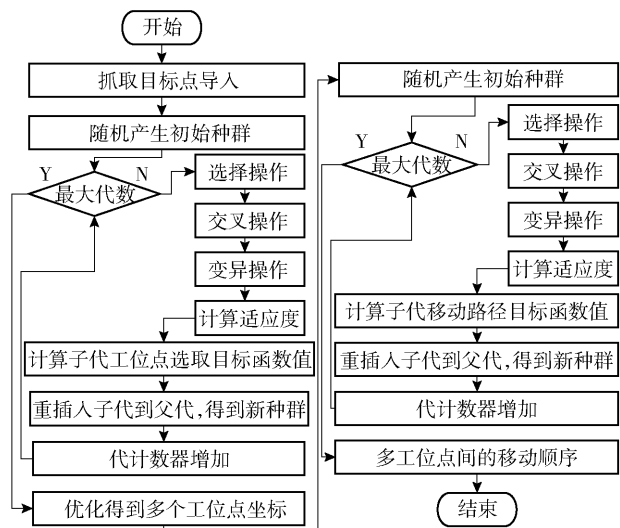 开始
抓取目标点导入
随机产生初始种群
Y
N
最大代数
选择操作
交叉操作
变异操作
计算适应度
计算子代工位点选取目标函数值
重插入子代到父代,得到新种群
代计数器增加
优化得到多个工位点坐标
随机产生初始种群
Y
N
最大代数
选择操作
交叉操作
变异操作
计算适应度
计算子代移动路径目标函数值
重插入子代到父代,得到新种群
代计数器增加
多工位点间的移动顺序
结束